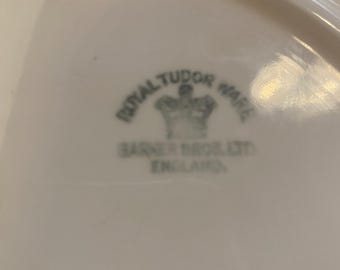 ROYAL TUDOR WARE
BARKER BROS. LTD
ENGLAND.